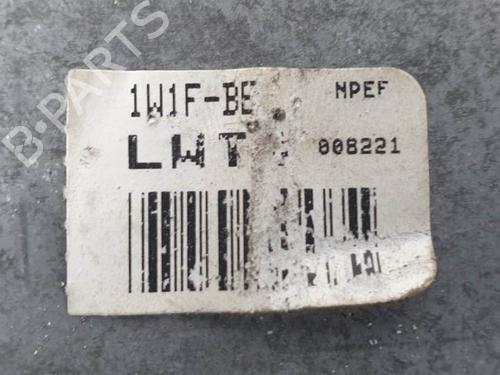 B·PARTS
1W1F-BE NPEF
LWT 008221